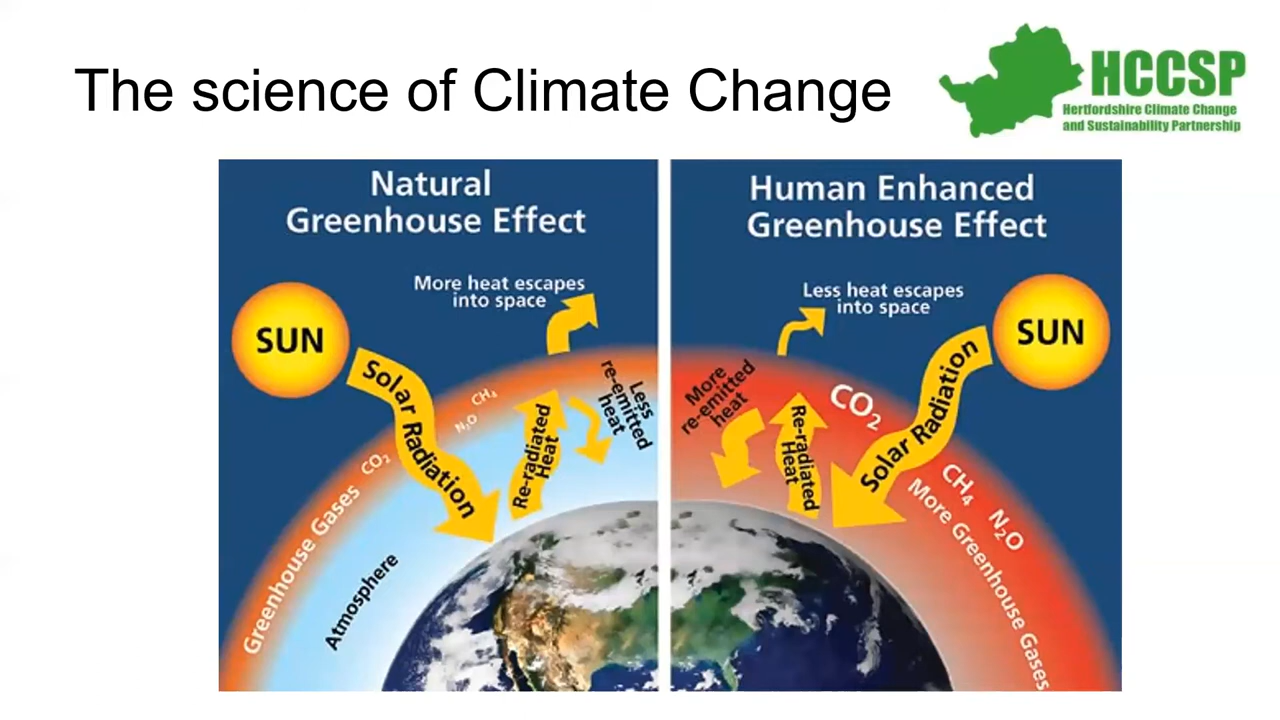 The science of Climate Change
HCCSP
Hertfordshire Climate Change
and Sustainability Partnership
Natural
Greenhouse Effect
More heat escapes
into space
SUN
Solar Radiation
CH₄
N₂O
CO₂
Re-radiated
Heat
Less
re-emitted
heat
Greenhouse Gases
Atmosphere
Human Enhanced
Greenhouse Effect
Less heat escapes
into space
SUN
Solar Radiation
More
re-emitted
heat
Re-radiated
Heat
CO₂
CH₄
N₂O
More Greenhouse Gases